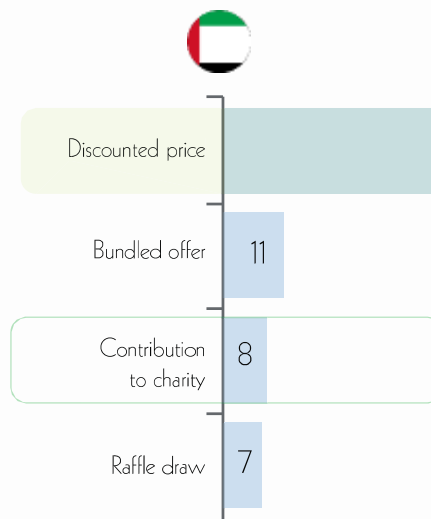 Discounted price
Bundled offer 11
Contribution
to charity
8
Raffle draw 7